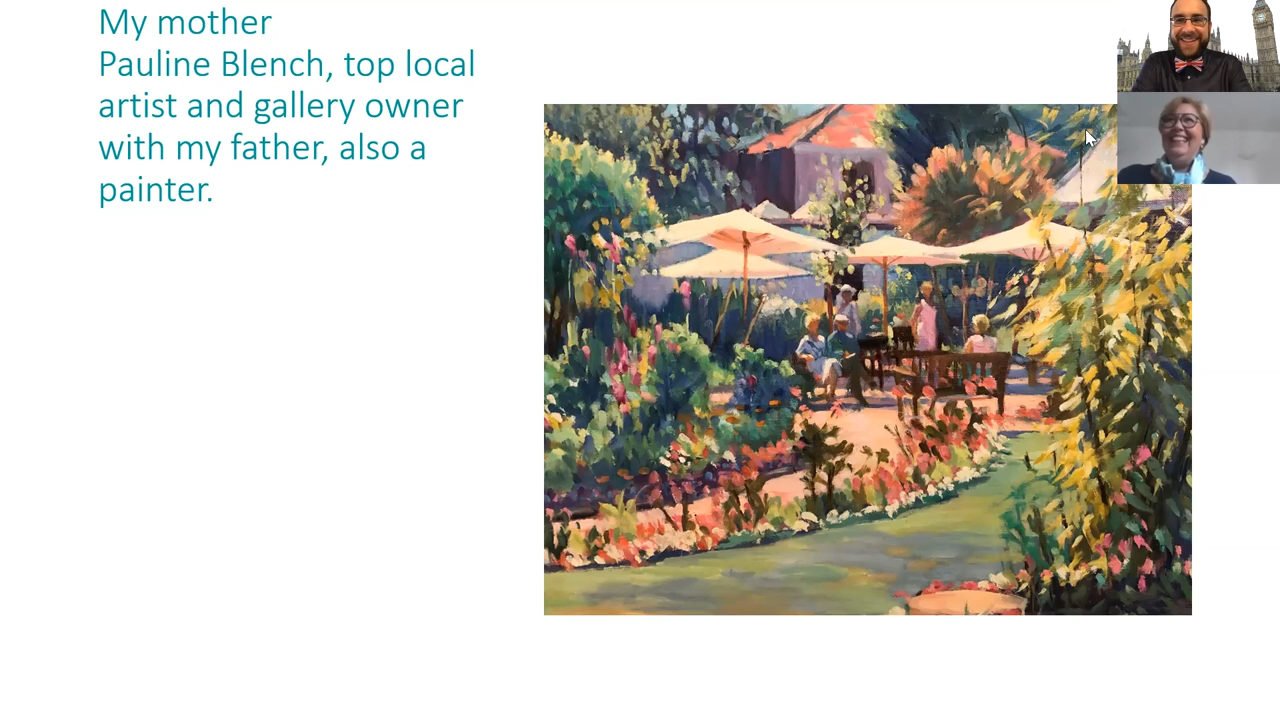 My mother
Pauline Blench, top local
artist and gallery owner
with my father, also a
painter.